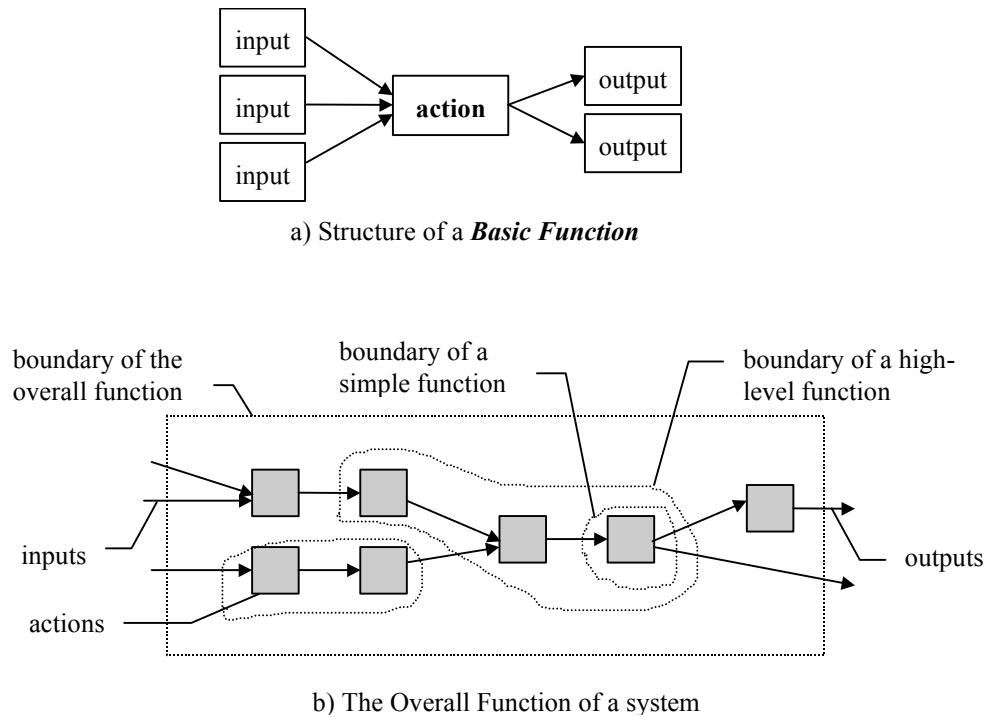 input
input
input
action
output
output
a) Structure of a Basic Function
boundary of the
overall function
boundary of a
simple function
boundary of a high-
level function
inputs
actions
outputs
b) The Overall Function of a system